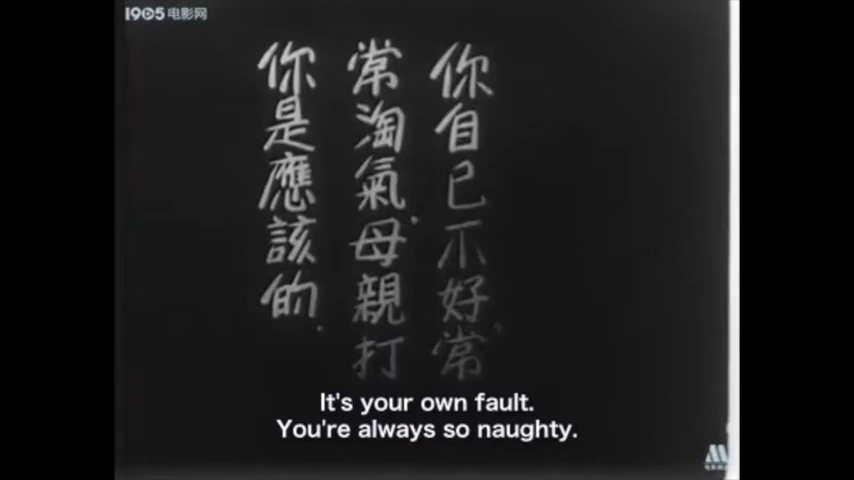 1905电影网
你自己不好,常
常淘氣.母親打
你是應該的.
It's your own fault.
You're always so naughty.